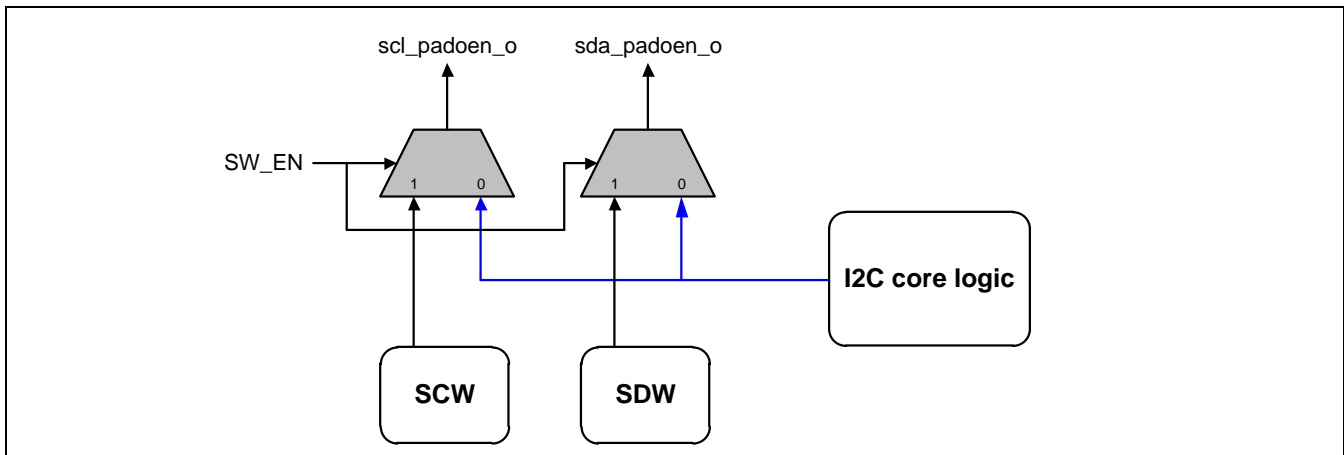 scl_padoen_o sda_padoen_o
SW_EN
1 0 1 0
I2C core logic
SCW SDW